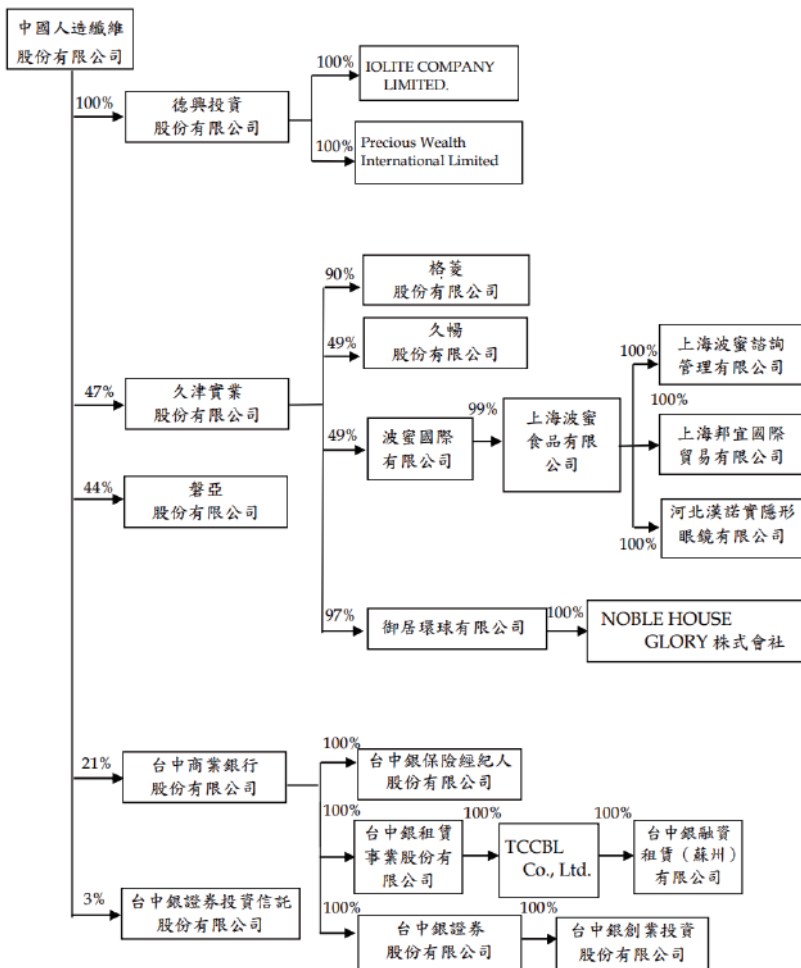 中國人造纖維
股份有限公司
100%
德興投資
股份有限公司
100%
IOLITE COMPANY
LIMITED.
100%
Precious Wealth
International Limited
47%
久津實業
股份有限公司
90%
格菱
股份有限公司
49%
久暢
股份有限公司
49%
波蜜國際
有限公司
99%
上海波蜜
食品有限
公司
100%
上海波蜜諮詢
管理有限公司
100%
上海邦宜國際
貿易有限公司
100%
河北漢諾實隱形
眼鏡有限公司
97%
御居環球有限公司
100%
NOBLE HOUSE
GLORY 株式會社
44%
磐亞
股份有限公司
21%
台中商業銀行
股份有限公司
100%
台中銀保險經紀人
股份有限公司
100%
台中銀租賃
事業股份有
限公司
100%
TCCBL
Co., Ltd.
100%
台中銀融資
租賃（蘇州）
有限公司
100%
台中銀證券
股份有限公司
100%
台中銀創業投資
股份有限公司
3%
台中銀證券投資信託
股份有限公司